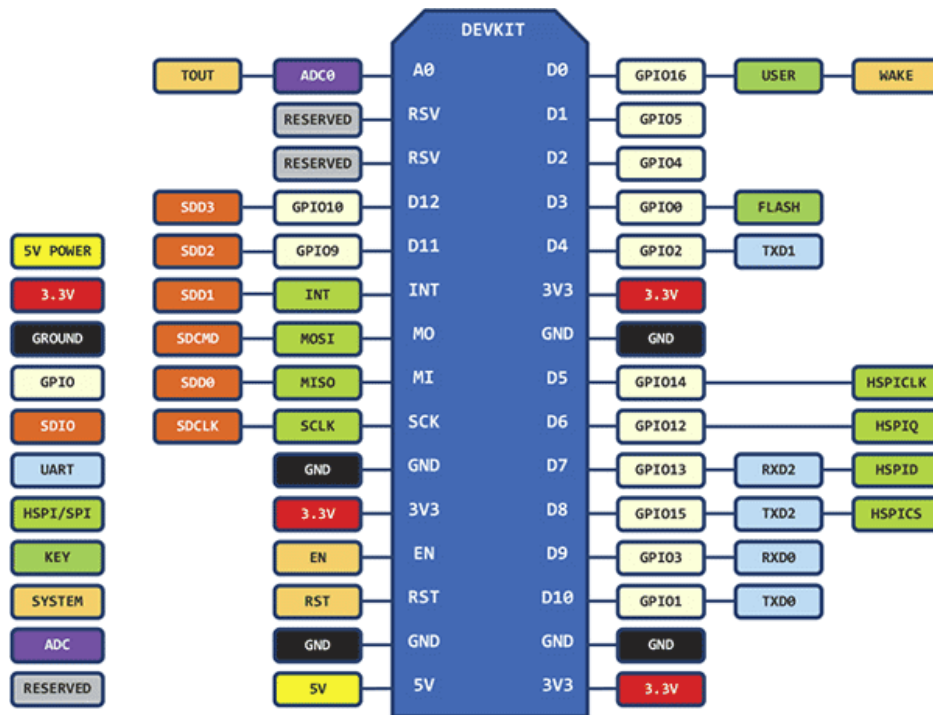 DEVKIT
TOUT ADC0 A0 D0 GPIO16 USER WAKE
RESERVED RSV D1 GPIO5
RESERVED RSV D2 GPIO4
SDD3 GPIO10 D12 D3 GPIO0 FLASH
5V POWER SDD2 GPIO9 D11 D4 GPIO2 TXD1
3.3V SDD1 INT INT 3V3 3.3V
GROUND SDCMD MOSI MO GND GND
GPIO SDD0 MISO MI D5 GPIO14 HSPICLK
SDIO SDCLK SCLK SCK D6 GPIO12 HSPIQ
UART GND GND D7 GPIO13 RXD2 HSPID
HSPI/SPI 3.3V 3V3 D8 GPIO15 TXD2 HSPICS
KEY EN EN D9 GPIO3 RXD0
SYSTEM RST RST D10 GPIO1 TXD0
ADC GND GND GND GND
RESERVED 5V 5V 3V3 3.3V